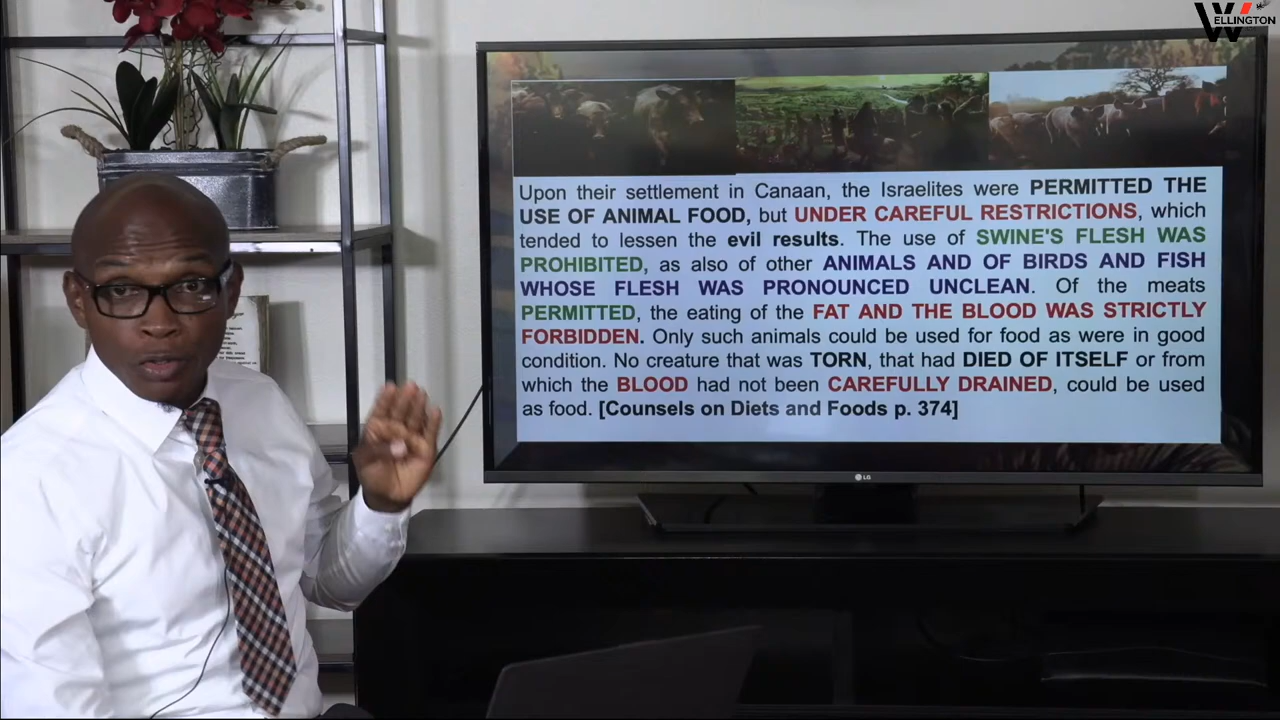 WELLINGTON
Upon their settlement in Canaan, the Israelites were PERMITTED THE
USE OF ANIMAL FOOD, but UNDER CAREFUL RESTRICTIONS, which
tended to lessen the evil results. The use of SWINE'S FLESH WAS
PROHIBITED, as also of other ANIMALS AND OF BIRDS AND FISH
WHOSE FLESH WAS PRONOUNCED UNCLEAN. Of the meats
PERMITTED, the eating of the FAT AND THE BLOOD WAS STRICTLY
FORBIDDEN. Only such animals could be used for food as were in good
condition. No creature that was TORN, that had DIED OF ITSELF or from
which the BLOOD had not been CAREFULLY DRAINED, could be used
as food. [Counsels on Diets and Foods p. 374]
LG